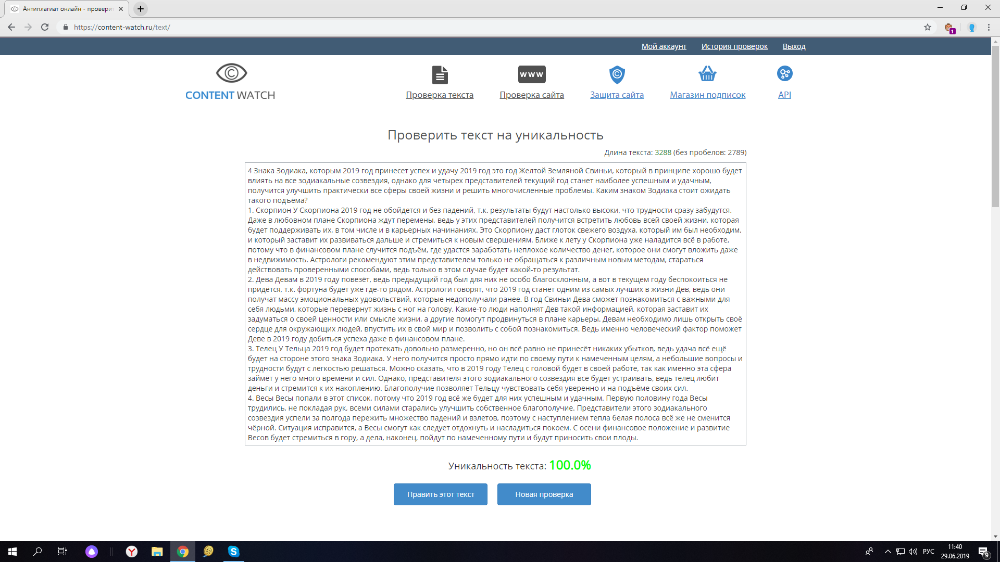 Антиплагиат онлайн - проверит
https://content-watch.ru/text/
1
Мой аккаунт
История проверок
Выход
CONTENT WATCH
www
Проверка текста
Проверка сайта
Защита сайта
Магазин подписок
API
Проверить текст на уникальность
Длина текста: 3288 (без пробелов: 2789)
4 Знака Зодиака, которым 2019 год принесет успех и удачу 2019 год это год Желтой Земляной Свиньи, который в принципе хорошо будет
влиять на все зодиакальные созвездия, однако для четырех представителей текущий год станет наиболее успешным и удачным,
получится улучшить практически все сферы своей жизни и решить многочисленные проблемы. Каким знаком Зодиака стоит ожидать
такого подъёма?
1. Скорпион У Скорпиона 2019 год не обойдется и без падений, т.к. результаты будут настолько высоки, что трудности сразу забудутся.
Даже в любовном плане Скорпиона ждут перемены, ведь у этих представителей получится встретить любовь всей своей жизни, которая
будет поддерживать их, в том числе и в карьерных начинаниях. Это Скорпиону даст глоток свежего воздуха, который им был необходим,
и который заставит их развиваться дальше и стремиться к новым свершениям. Ближе к лету у Скорпиона уже наладится всё в работе,
потому что в финансовом плане случится подъём, где удастся заработать неплохое количество денег, которое они смогут вложить даже
в недвижимость. Астрологи рекомендуют этим представителем только не обращаться к различным новым методам, стараться
действовать проверенными способами, ведь только в этом случае будет какой-то результат.
2. Дева Девам в 2019 году повезёт, ведь предыдущий год был для них не особо благосклонным, а вот в текущем году беспокоиться не
придётся, т.к. фортуна будет уже где-то рядом. Астрологи говорят, что 2019 год станет одним из самых лучших в жизни Дев, ведь они
получат массу эмоциональных удовольствий, которые недополучали ранее. В год Свиньи Дева сможет познакомиться с важными для
себя людьми, которые перевернут жизнь с ног на голову. Какие-то люди наполнят Дев такой информацией, которая заставит их
задуматься о своей ценности или смысле жизни, а другие помогут продвинуться в плане карьеры. Девам необходимо лишь открыть своё
сердце для окружающих людей, впустить их в свой мир и позволить с собой познакомиться. Ведь именно человеческий фактор поможет
Деве в 2019 году добиться успеха даже в финансовом плане.
3. Телец У Тельца 2019 год будет протекать довольно размеренно, но он всё равно не принесёт никаких убытков, ведь удача всё ещё
будет на стороне этого знака Зодиака. У него получится просто прямо идти по своему пути к намеченным целям, а небольшие вопросы и
трудности будут с легкостью решаться. Можно сказать, что в 2019 году Телец с головой будет в своей работе, так как именно эта сфера
займёт у него много времени и сил. Однако, представителя этого зодиакального созвездия все будет устраивать, ведь телец любит
деньги и стремится к их накоплению. Благополучие позволяет Тельцу чувствовать себя уверенно и на подъёме своих сил.
4. Весы Весы попали в этот список, потому что 2019 год всё же будет для них успешным и удачным. Первую половину года Весы
трудились, не покладая рук, всеми силами старались улучшить собственное благополучие. Представители этого зодиакального
созвездия успели за полгода пережить множество падений и взлетов, поэтому с наступлением тепла белая полоса всё же не сменится
чёрной. Ситуация исправится, а Весы смогут как следует отдохнуть и насладиться покоем. С осени финансовое положение и развитие
Весов будет стремиться в гору, а дела, наконец, пойдут по намеченному пути и будут приносить свои плоды.
Уникальность текста: 100.0%
Править этот текст
Новая проверка
РУС
11:40
29.06.2019
9